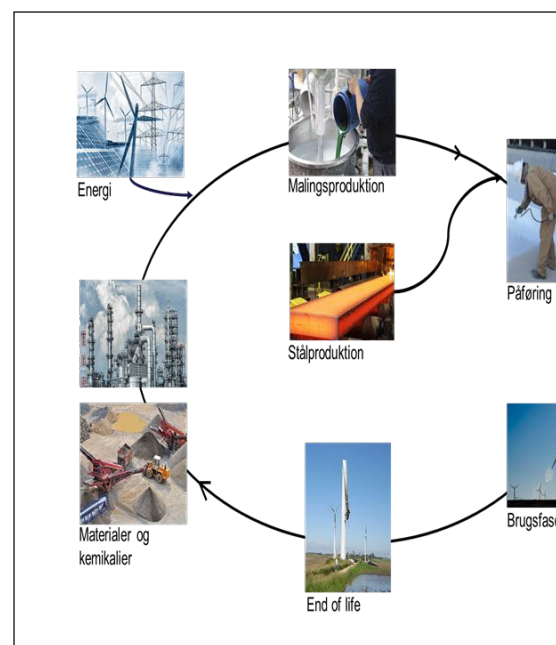 Energi
Malingsproduktion
Påføring
Stålproduktion
Materialer og
kemikalier
End of life
Brugsfase